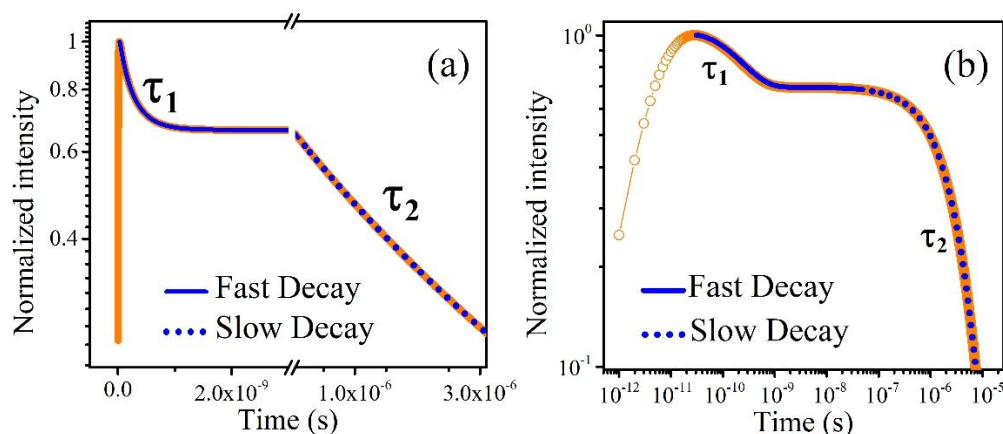 (a)
Normalized intensity
1
0.8
0.6
0.4
τ1
τ2
Fast Decay
Slow Decay
0.0 2.0x10⁻⁹ 1.0x10⁻⁶ 3.0x10⁻⁶
Time (s)
(b)
Normalized intensity
10⁰
10⁻¹
τ1
τ2
Fast Decay
Slow Decay
10⁻¹² 10⁻¹¹ 10⁻¹⁰ 10⁻⁹ 10⁻⁸ 10⁻⁷ 10⁻⁶ 10⁻⁵
Time (s)